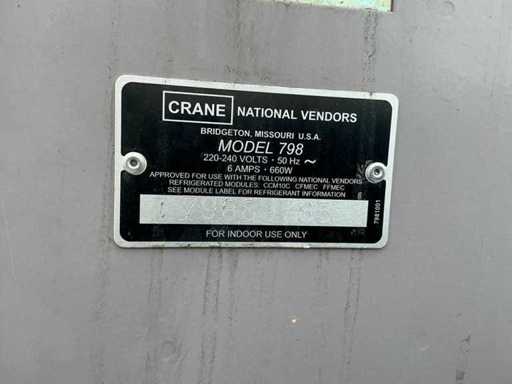 CRANE NATIONAL VENDORS
BRIDGETON, MISSOURI U.S.A.
MODEL 798
220-240 VOLTS · 50 Hz ~
6 AMPS · 660W
APPROVED FOR USE WITH THE FOLLOWING NATIONAL VENDORS
REFRIGERATED MODULES: CCM10C CFMEC FFMEC
SEE MODULE LABEL FOR REFRIGERANT INFORMATION
FOR INDOOR USE ONLY
7981001